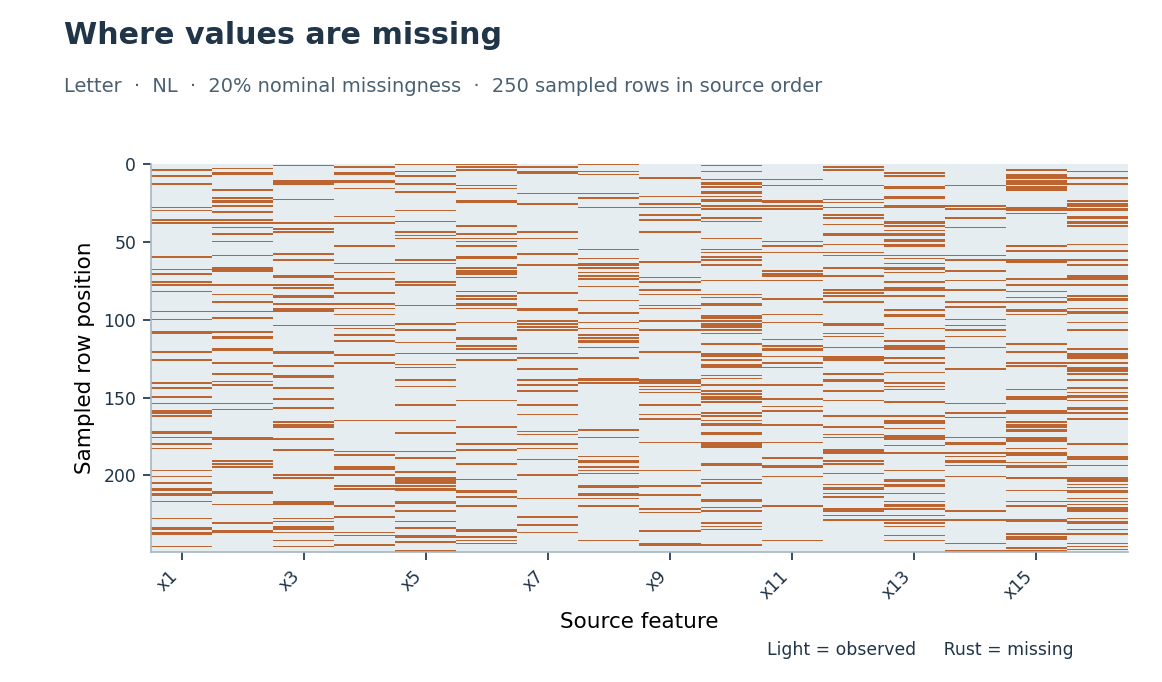 Where values are missing
Letter · NL · 20% nominal missingness · 250 sampled rows in source order
0
50
100
150
200
Sampled row position
x1 x3 x5 x7 x9 x11 x13 x15
Source feature
Light = observed Rust = missing